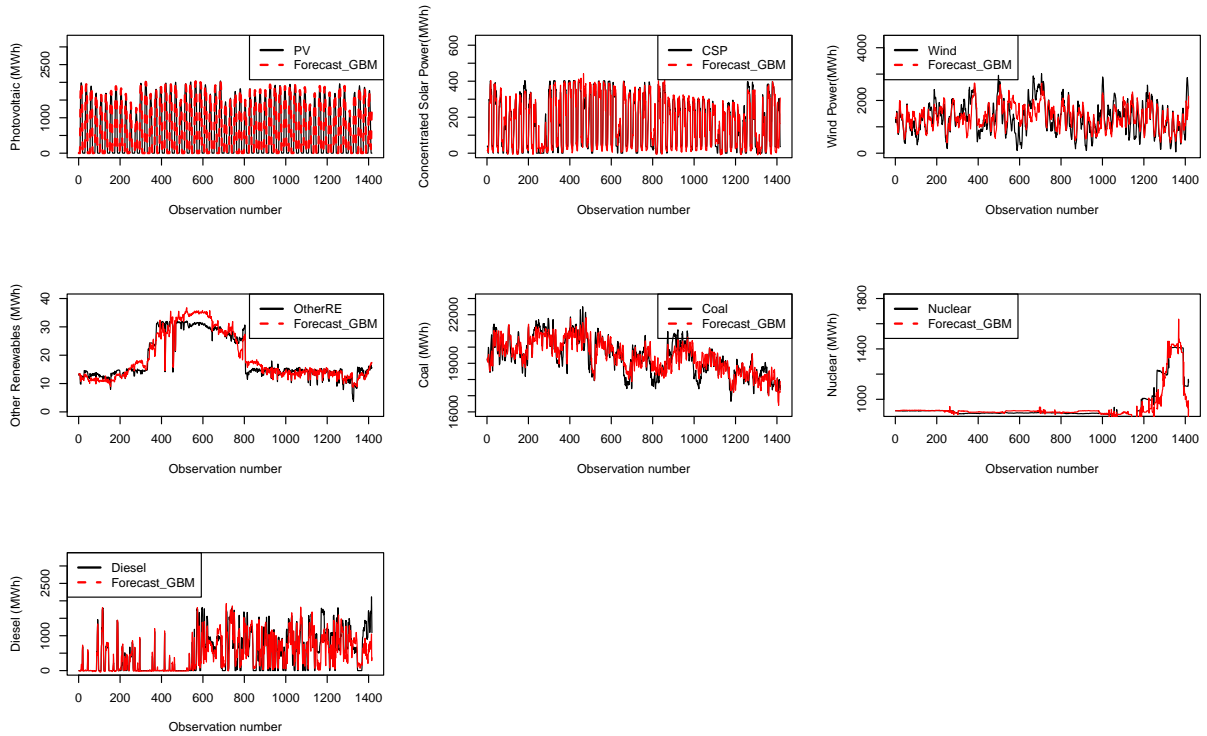 Photovoltaic (MWh)
0
1000
2500
PV
Forecast_GBM
0 200 400 600 800 1000 1200 1400
Observation number
Concentrated Solar Power(MWh)
0
200
400
600
CSP
Forecast_GBM
0 200 400 600 800 1000 1200 1400
Observation number
Wind Power(MWh)
0
2000
4000
Wind
Forecast_GBM
0 200 400 600 800 1000 1200 1400
Observation number
Other Renewables (MWh)
0
10
20
30
40
OtherRE
Forecast_GBM
0 200 400 600 800 1000 1200 1400
Observation number
Coal (MWh)
16000
19000
22000
Coal
Forecast_GBM
0 200 400 600 800 1000 1200 1400
Observation number
Nuclear (MWh)
1000
1400
1800
Nuclear
Forecast_GBM
0 200 400 600 800 1000 1200 1400
Observation number
Diesel (MWh)
0
1000
2500
Diesel
Forecast_GBM
0 200 400 600 800 1000 1200 1400
Observation number